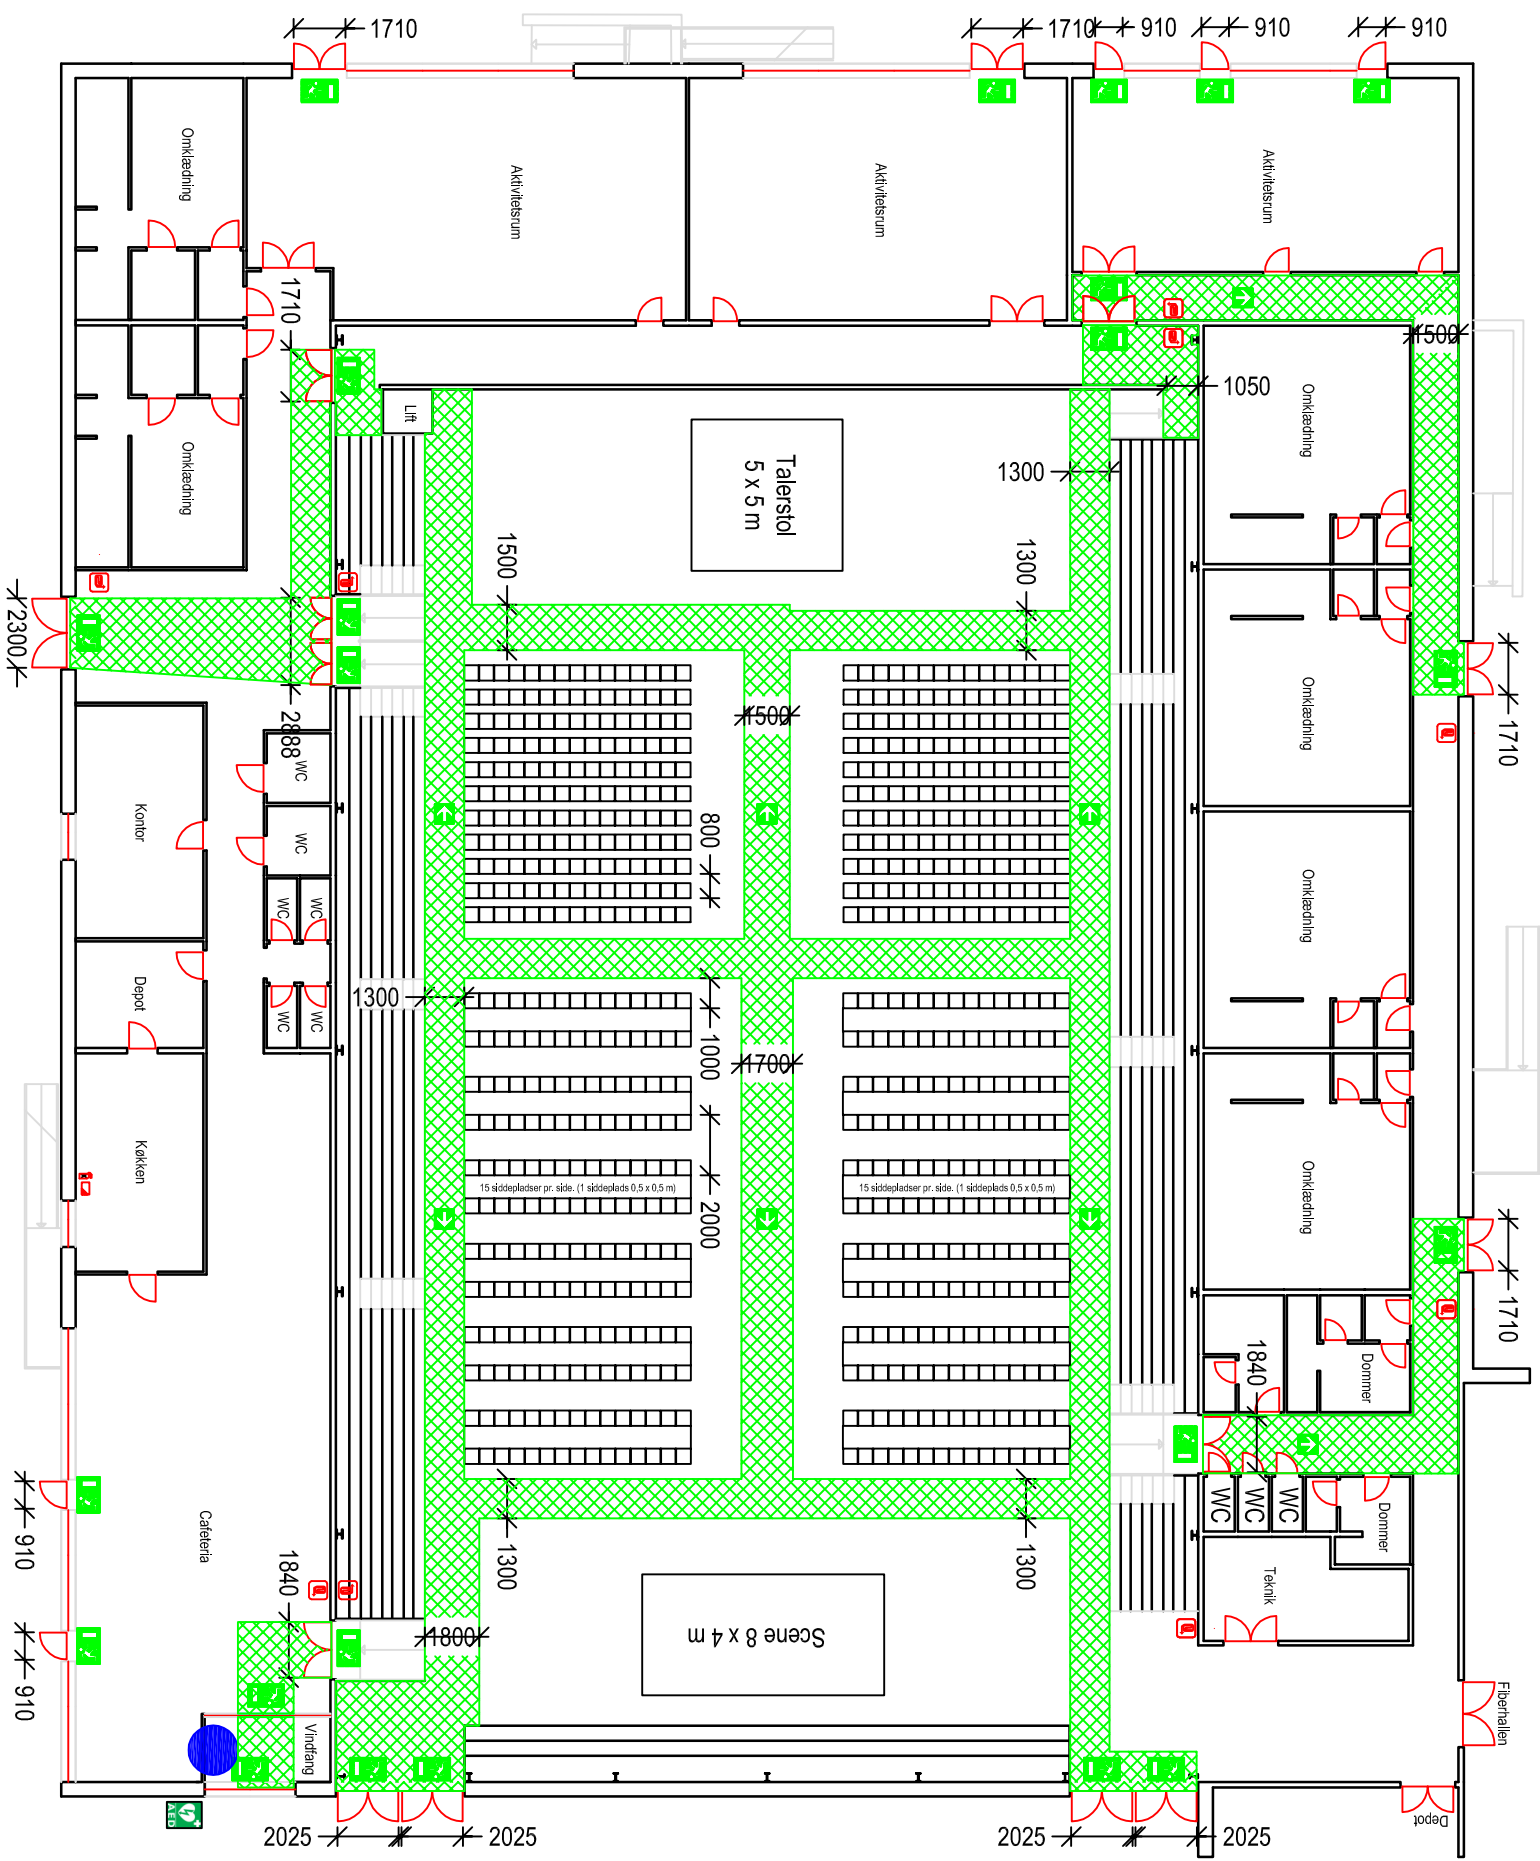 1710
1710
910
910
910
Omklædning
Aktivitetsrum
Aktivitetsrum
Aktivitetsrum
1710
1500
1050
Lift
Omklædning
Omklædning
Talerstol
5 x 5 m
1300
1500
1300
2300
2888
1500
Omklædning
1710
WC
WC
Kontor
800
WC
WC
Omklædning
Depot
1300
1000
1700
WC
WC
Køkken
15 siddepladser pr. side. (1 siddeplads 0,5 x 0,5 m)
15 siddepladser pr. side. (1 siddeplads 0,5 x 0,5 m)
2000
Omklædning
1710
1840
Dommer
Cafeteria
910
1840
1300
1300
WC
WC
WC
Dommer
Teknik
910
1800
Scene 8 x 4 m
Fiberhallen
Vindfang
AED
Depot
2025
2025
2025
2025